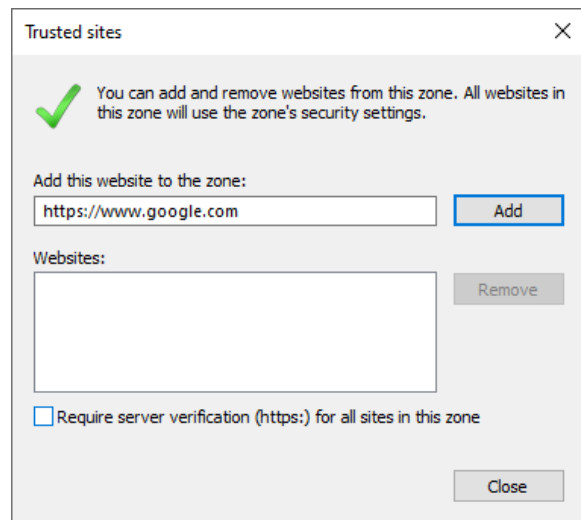 Trusted sites
You can add and remove websites from this zone. All websites in
this zone will use the zone's security settings.
Add this website to the zone:
https://www.google.com
Add
Websites:
Remove
Require server verification (https:) for all sites in this zone
Close